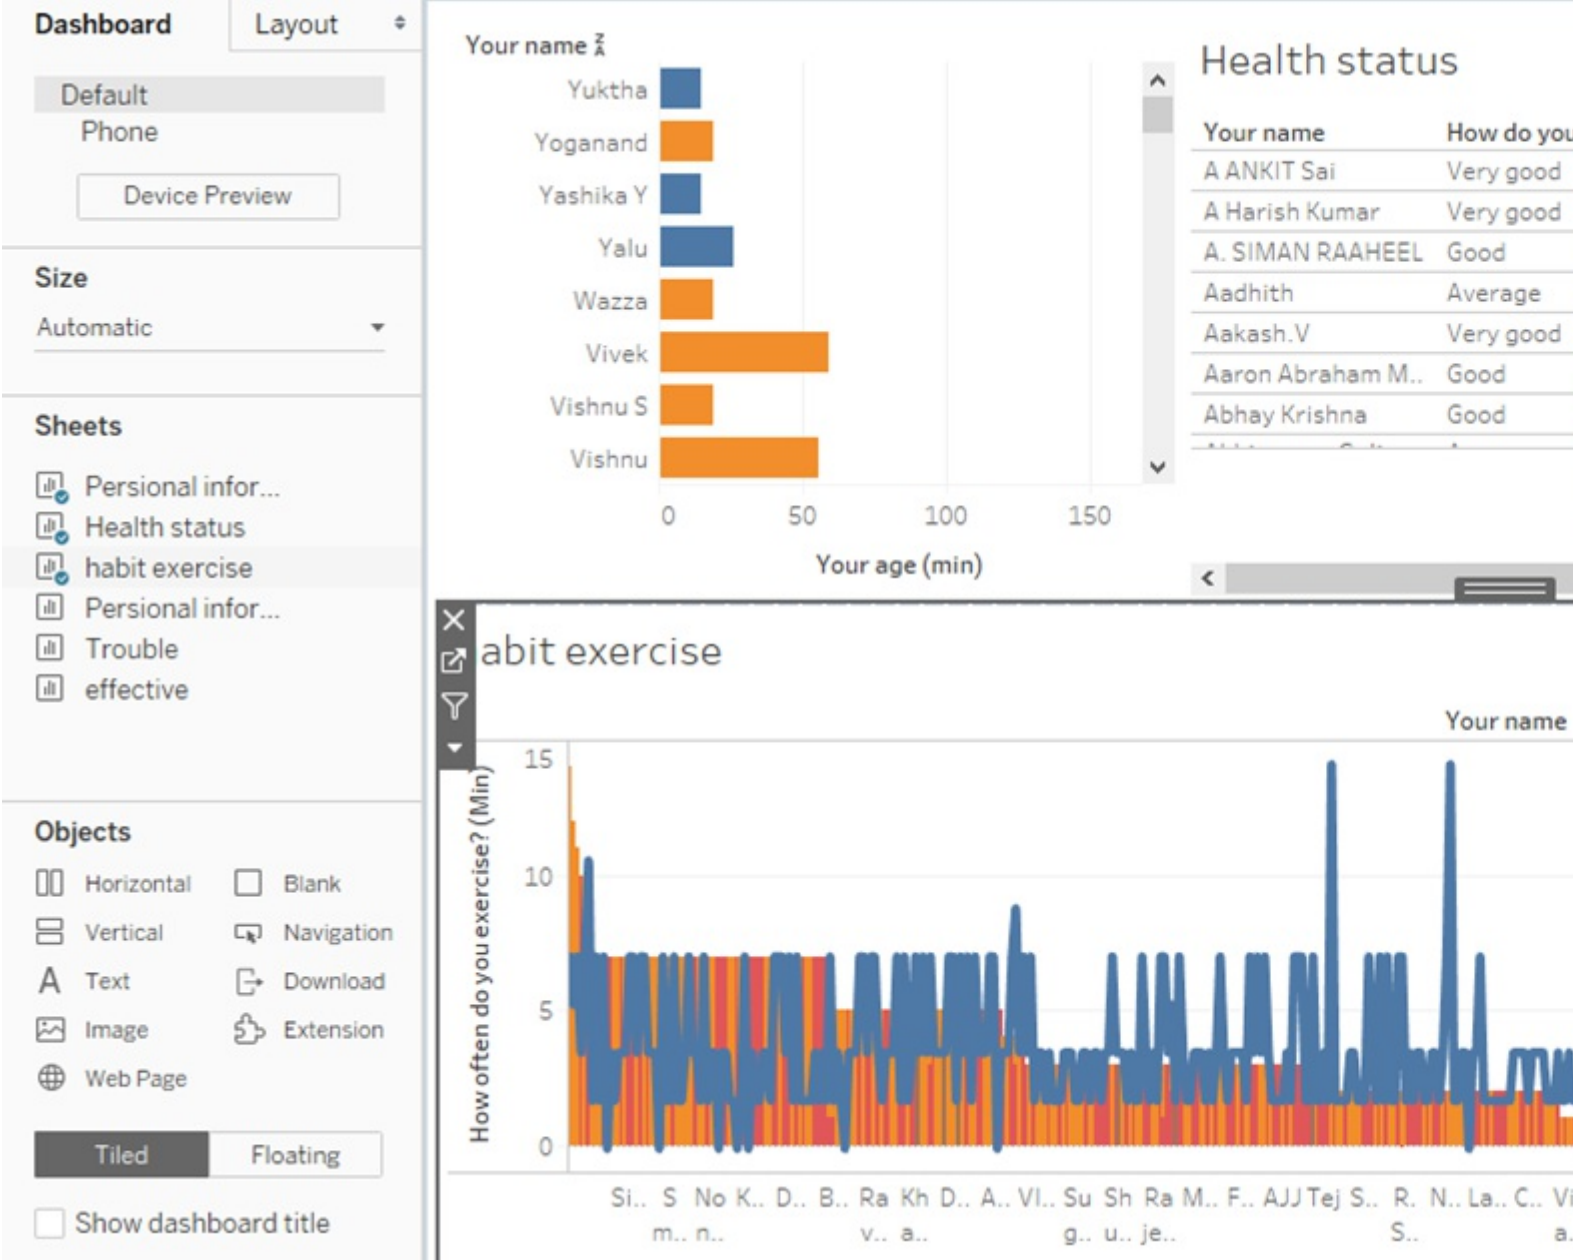 Dashboard
Layout
Default
Phone
Device Preview
Size
Automatic
Sheets
Persional infor...
Health status
habit exercise
Persional infor...
Trouble
effective
Objects
Horizontal
Blank
Vertical
Navigation
Text
Download
Image
Extension
Web Page
Tiled
Floating
Show dashboard title
Your name
Yuktha
Yoganand
Yashika Y
Yalu
Wazza
Vivek
Vishnu S
Vishnu
0 50 100 150
Your age (min)
Health status
Your name How do you
A ANKIT Sai Very good
A Harish Kumar Very good
A. SIMAN RAAHEEL Good
Aadhith Average
Aakash.V Very good
Aaron Abraham M.. Good
Abhay Krishna Good
abit exercise
Your name
How often do you exercise? (Min)
15
10
5
0
Si.. S No K.. D.. B.. Ra Kh D.. A.. VI.. Su Sh Ra M.. F.. AJJ Tej S.. R. N.. La.. C.. Vi
m.. n.. v.. a.. g.. u.. je.. S.. a.